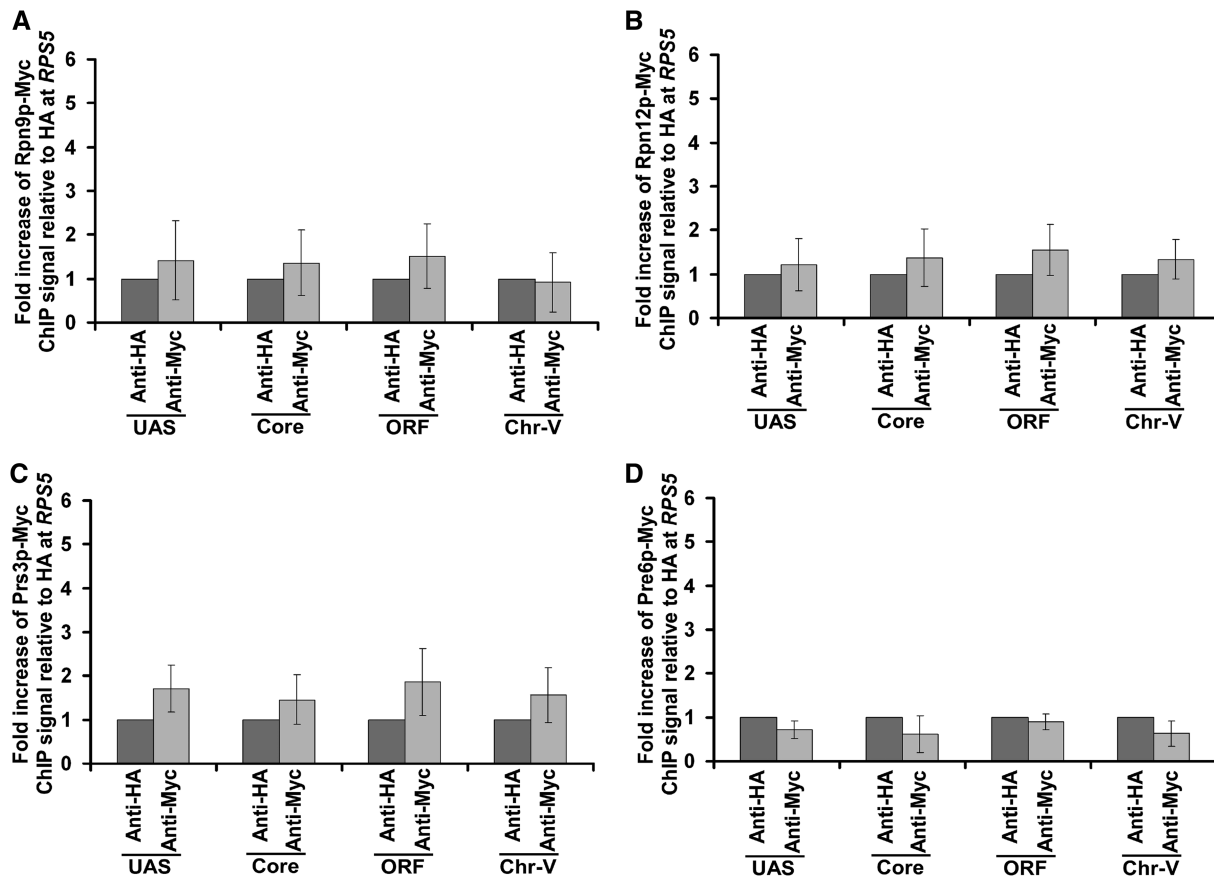 A
Fold increase of Rpn9p-Myc
ChIP signal relative to HA at RPS5
6
5
4
3
2
1
0
Anti-HA
Anti-Myc
Anti-HA
Anti-Myc
Anti-HA
Anti-Myc
Anti-HA
Anti-Myc
UAS
Core
ORF
Chr-V
B
Fold increase of Rpn12p-Myc
ChIP signal relative to HA at RPS5
6
5
4
3
2
1
0
Anti-HA
Anti-Myc
Anti-HA
Anti-Myc
Anti-HA
Anti-Myc
Anti-HA
Anti-Myc
UAS
Core
ORF
Chr-V
C
Fold increase of Prs3p-Myc
ChIP signal relative to HA at RPS5
6
5
4
3
2
1
0
Anti-HA
Anti-Myc
Anti-HA
Anti-Myc
Anti-HA
Anti-Myc
Anti-HA
Anti-Myc
UAS
Core
ORF
Chr-V
D
Fold increase of Pre6p-Myc
ChIP signal relative to HA at RPS5
6
5
4
3
2
1
0
Anti-HA
Anti-Myc
Anti-HA
Anti-Myc
Anti-HA
Anti-Myc
Anti-HA
Anti-Myc
UAS
Core
ORF
Chr-V